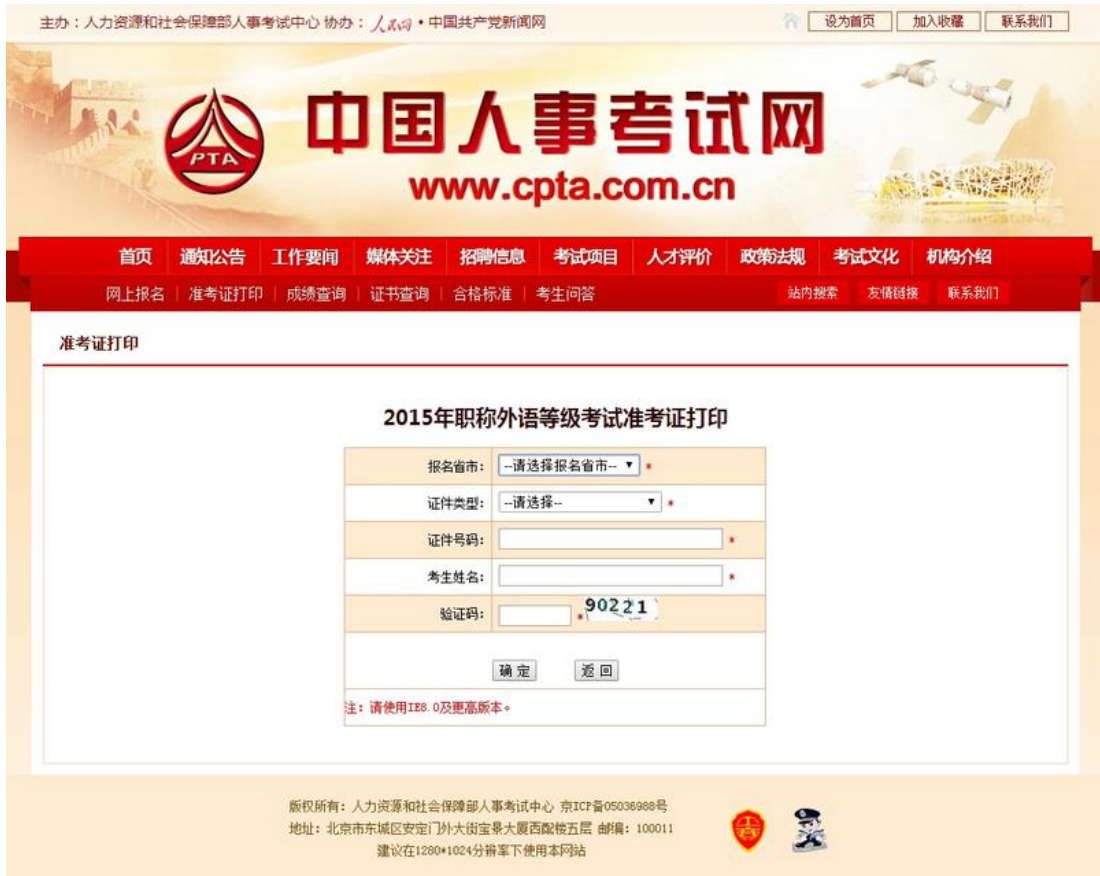 主办：人力资源和社会保障部人事考试中心 协办：人民网·中国共产党新闻网
设为首页 加入收藏 联系我们
PTA
中国人事考试网
www.cpta.com.cn
首页 通知公告 工作要闻 媒体关注 招聘信息 考试项目 人才评价 政策法规 考试文化 机构介绍
网上报名 | 准考证打印 | 成绩查询 | 证书查询 | 合格标准 | 考生问答 站内搜索 友情链接 联系我们
准考证打印
2015年职称外语等级考试准考证打印
报名省市： --请选择报名省市-- *
证件类型： --请选择-- *
证件号码： *
考生姓名： *
验证码： * 90221
确 定 返 回
注：请使用IE8.0及更高版本。
版权所有：人力资源和社会保障部人事考试中心 京ICP备05036988号
地址：北京市东城区安定门外大街宝景大厦西配楼五层 邮编：100011
建议在1280*1024分辨率下使用本网站